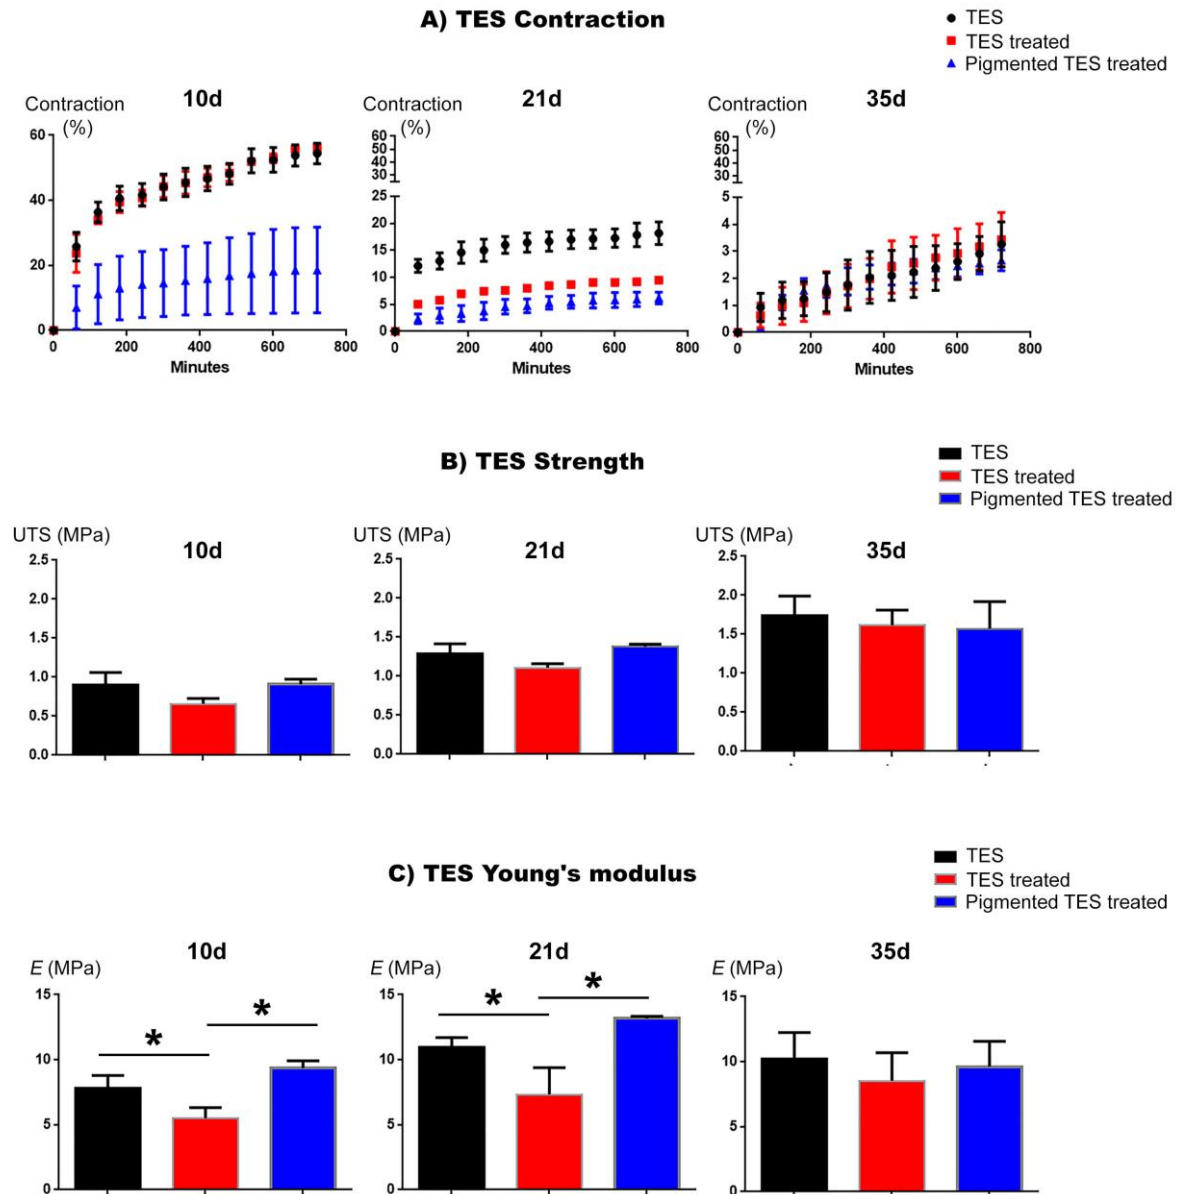 A) TES Contraction
TES
TES treated
Pigmented TES treated
Contraction (%)
10d
60
40
20
0
0 200 400 600 800
Minutes
Contraction (%)
21d
60
50
40
30
25
20
15
10
5
0
0 200 400 600 800
Minutes
Contraction (%)
35d
60
50
40
30
5
4
3
2
1
0
0 200 400 600 800
Minutes
B) TES Strength
TES
TES treated
Pigmented TES treated
UTS (MPa)
10d
2.5
2.0
1.5
1.0
0.5
0.0
UTS (MPa)
21d
2.5
2.0
1.5
1.0
0.5
0.0
UTS (MPa)
35d
2.5
2.0
1.5
1.0
0.5
0.0
C) TES Young's modulus
TES
TES treated
Pigmented TES treated
E (MPa)
10d
15
10
5
0
*
*
E (MPa)
21d
15
10
5
0
*
*
E (MPa)
35d
15
10
5
0